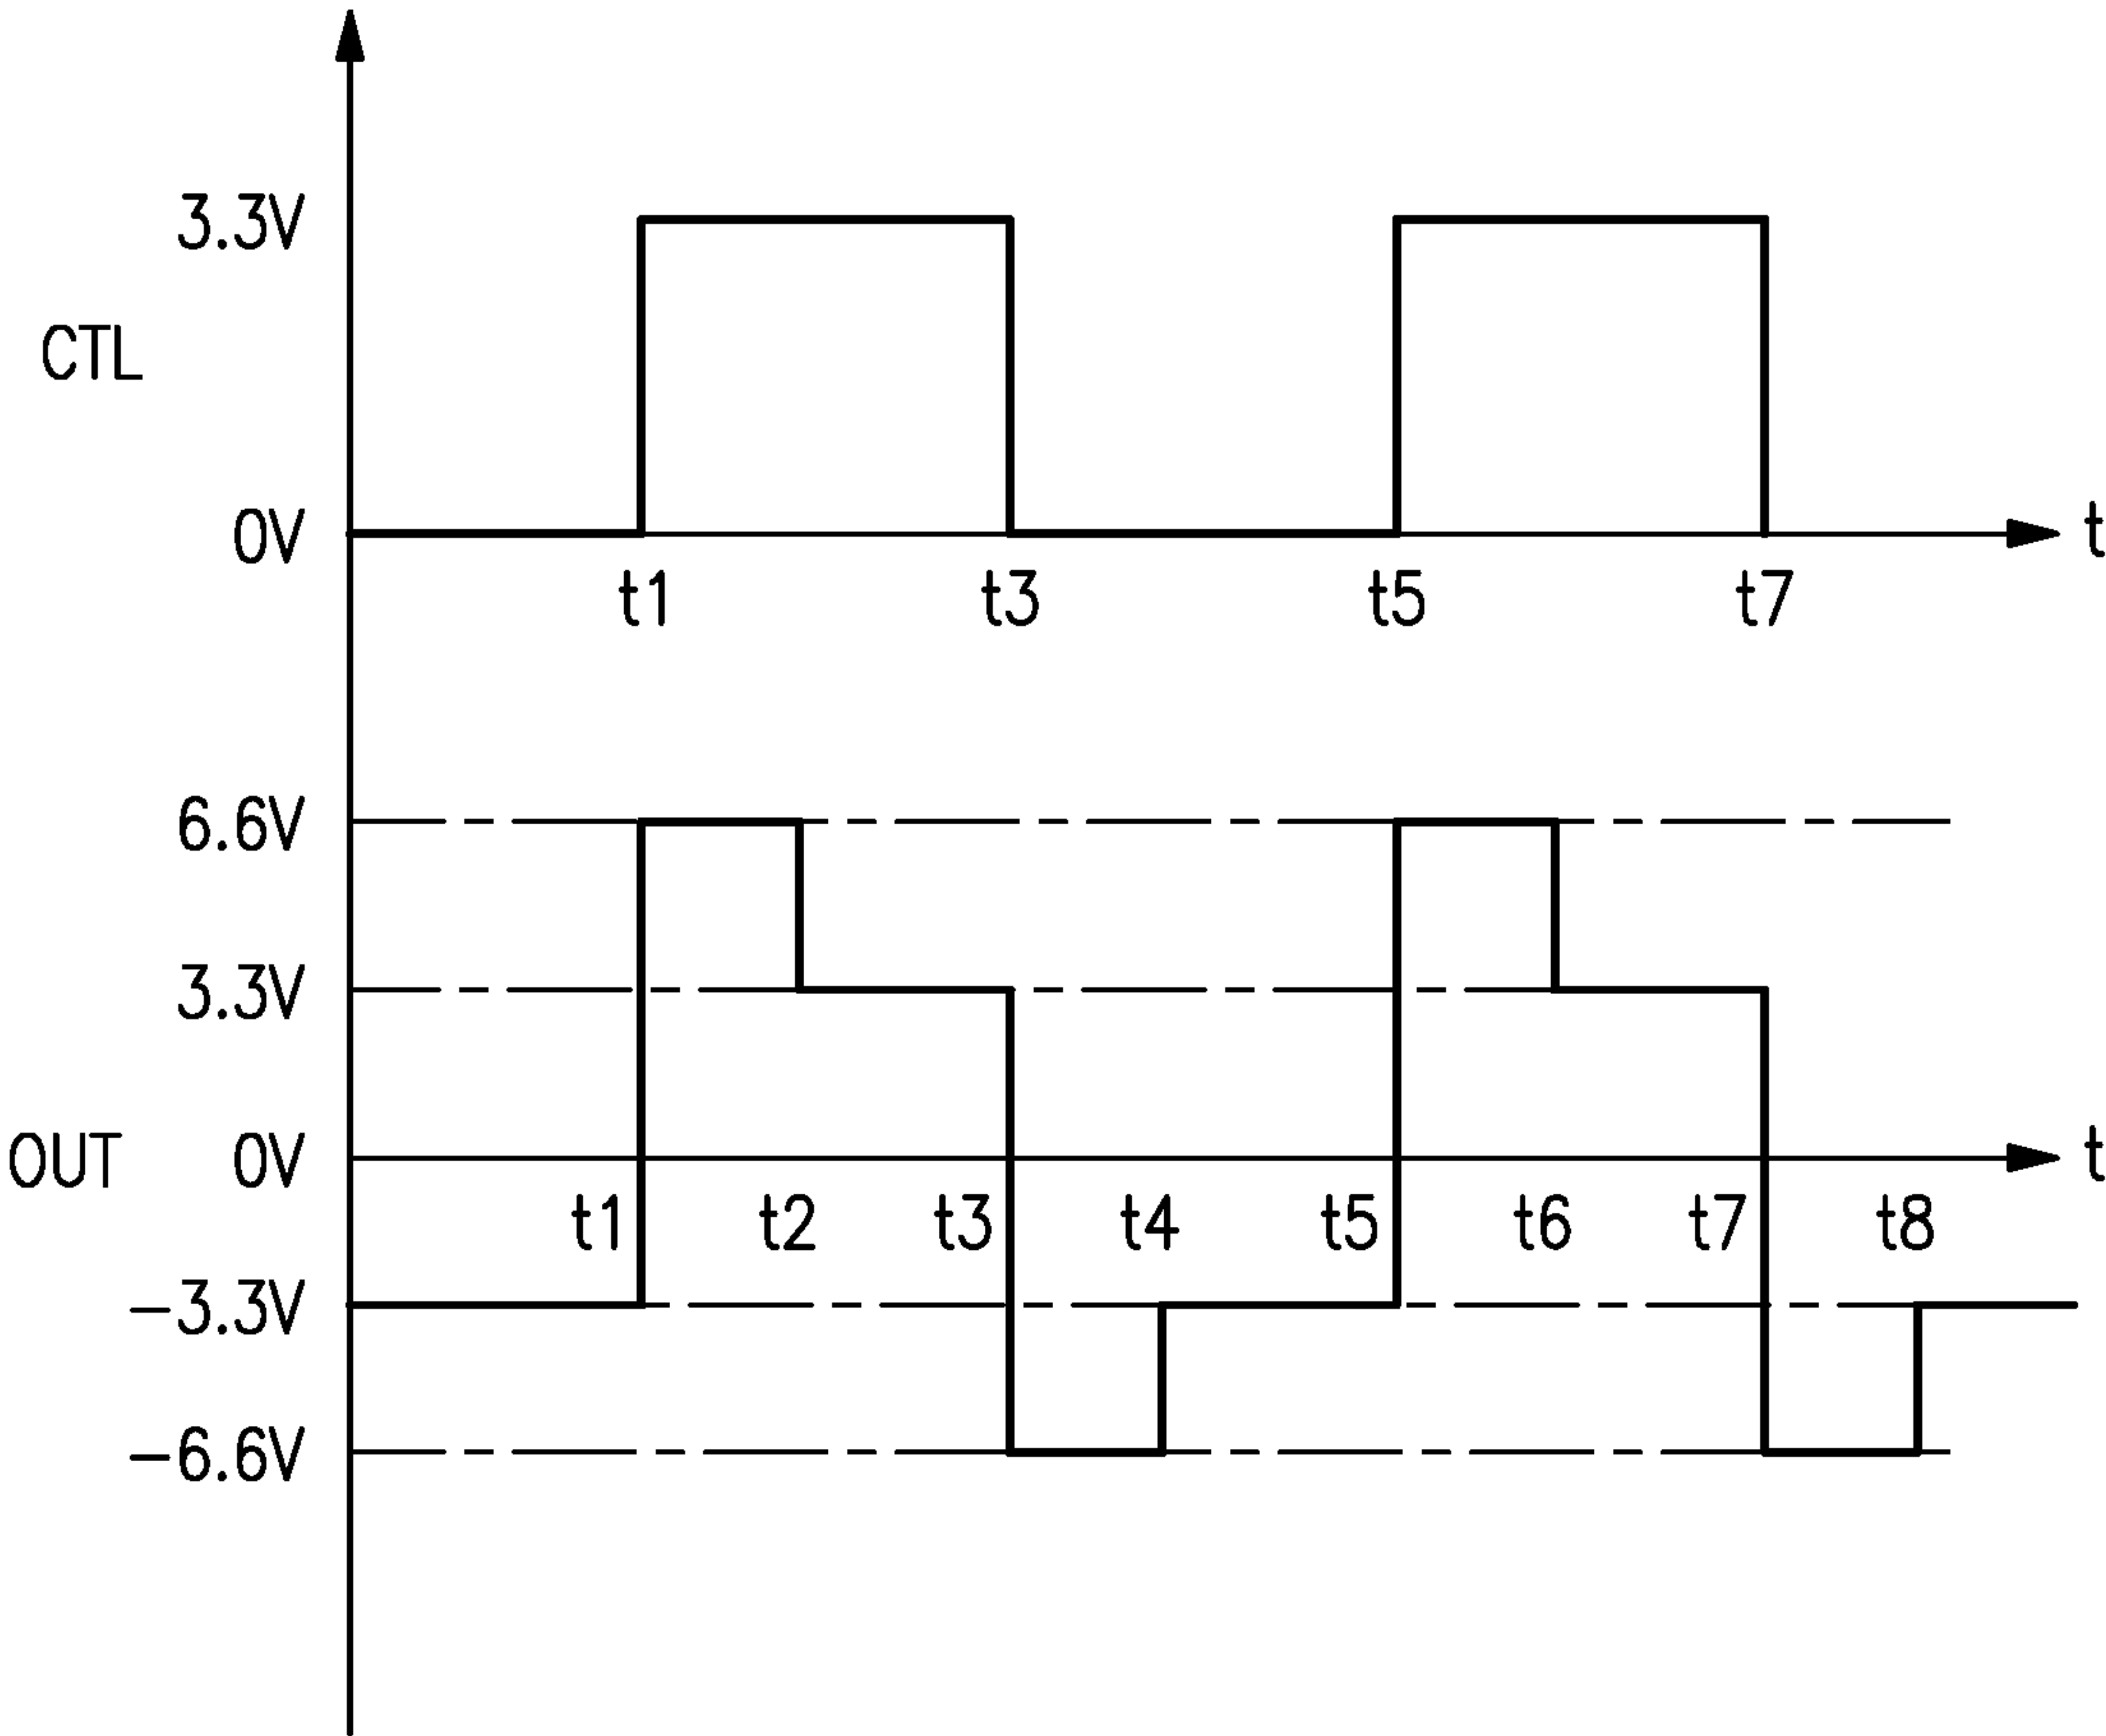 3.3V
CTL
0V
t
t1 t3 t5 t7
6.6V
3.3V
OUT 0V
t
t1 t2 t3 t4 t5 t6 t7 t8
-3.3V
-6.6V